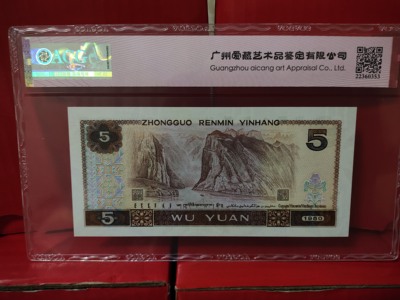 广州爱藏艺术品鉴定有限公司
Guangzhou aicang art Appraisal Co., Ltd.
22360353
ZHONGGUO RENMIN YINHANG
5
5
5
WU YUAN
1980